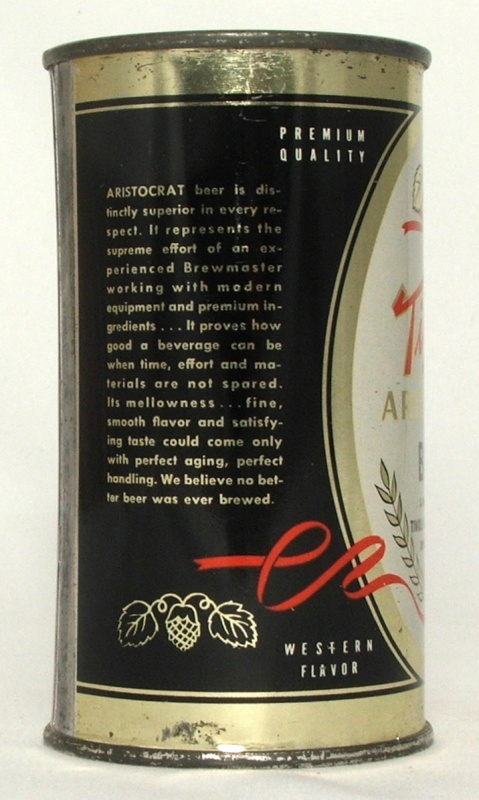 PREMIUM
QUALITY
ARISTOCRAT beer is dis-
tinctly superior in every re-
spect. It represents the
supreme effort of an ex-
perienced Brewmaster
working with modern
equipment and premium in-
gredients ... It proves how
good a beverage can be
when time, effort and ma-
terials are not spared.
Its mellowness ... fine,
smooth flavor and satisfy-
ing taste could come only
with perfect aging, perfect
handling. We believe no bet-
ter beer was ever brewed.
WESTERN
FLAVOR